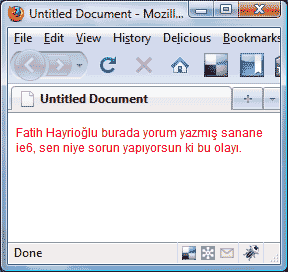 Untitled Document - Mozill...
File Edit View History Delicious Bookmarks
Untitled Document
Fatih Hayrioğlu burada yorum yazmış sanane
ie6, sen niye sorun yapıyorsun ki bu olayı.
Done